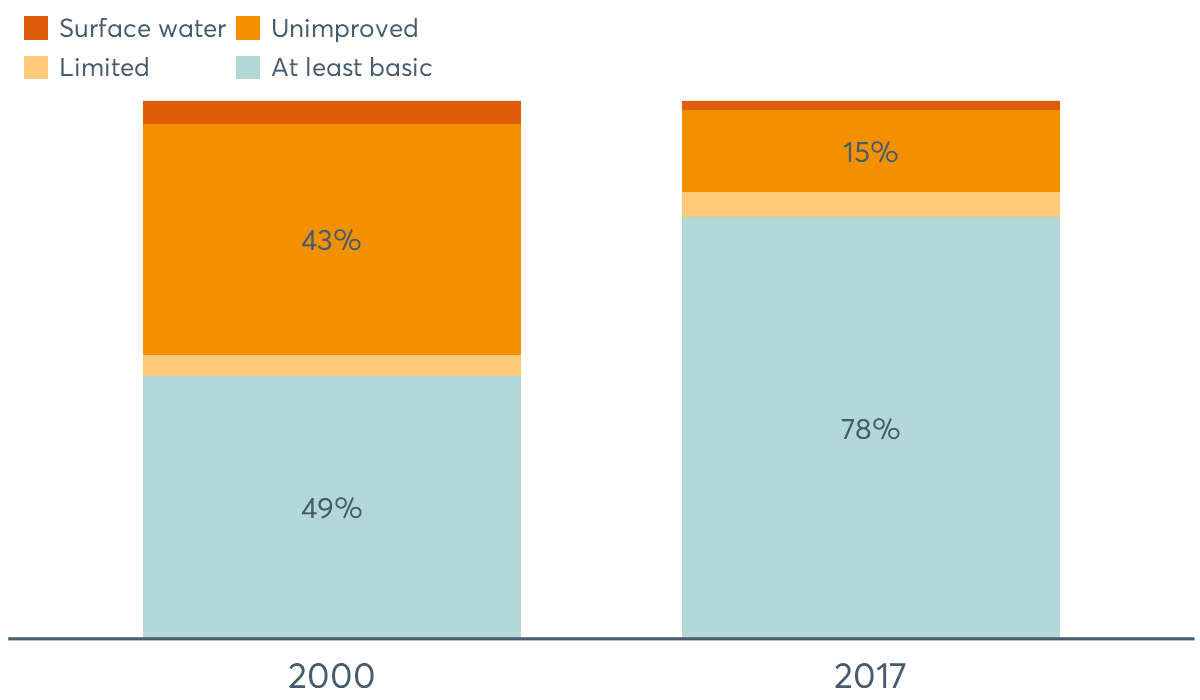 Surface water Unimproved
Limited At least basic
15%
43%
78%
49%
2000 2017